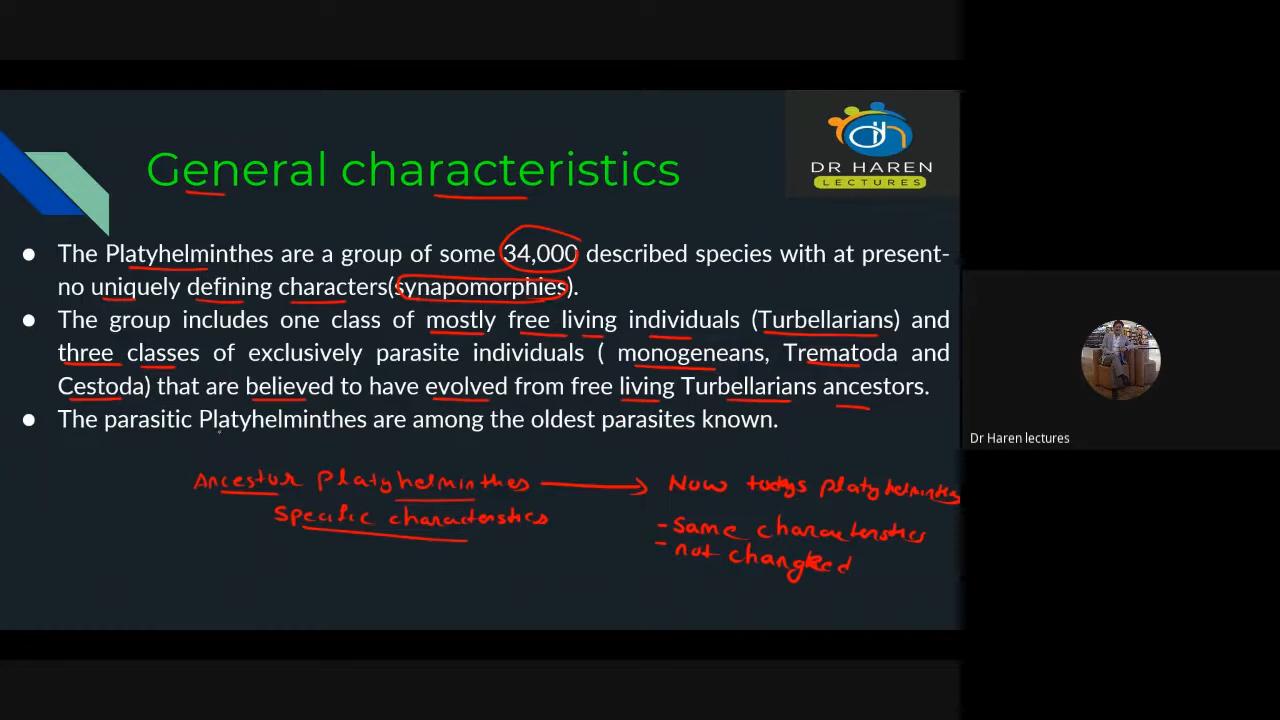 General characteristics
DR HAREN
LECTURES
● The Platyhelminthes are a group of some 34,000 described species with at present-
no uniquely defining characters(synapomorphies).
● The group includes one class of mostly free living individuals (Turbellarians) and
three classes of exclusively parasite individuals ( monogeneans, Trematoda and
Cestoda) that are believed to have evolved from free living Turbellarians ancestors.
● The parasitic Platyhelminthes are among the oldest parasites known.
Ancestor Platyhelminthes → Now todys platyhelminthes
Specific characterstics
- Same characterstics
- not changed
Dr Haren lectures